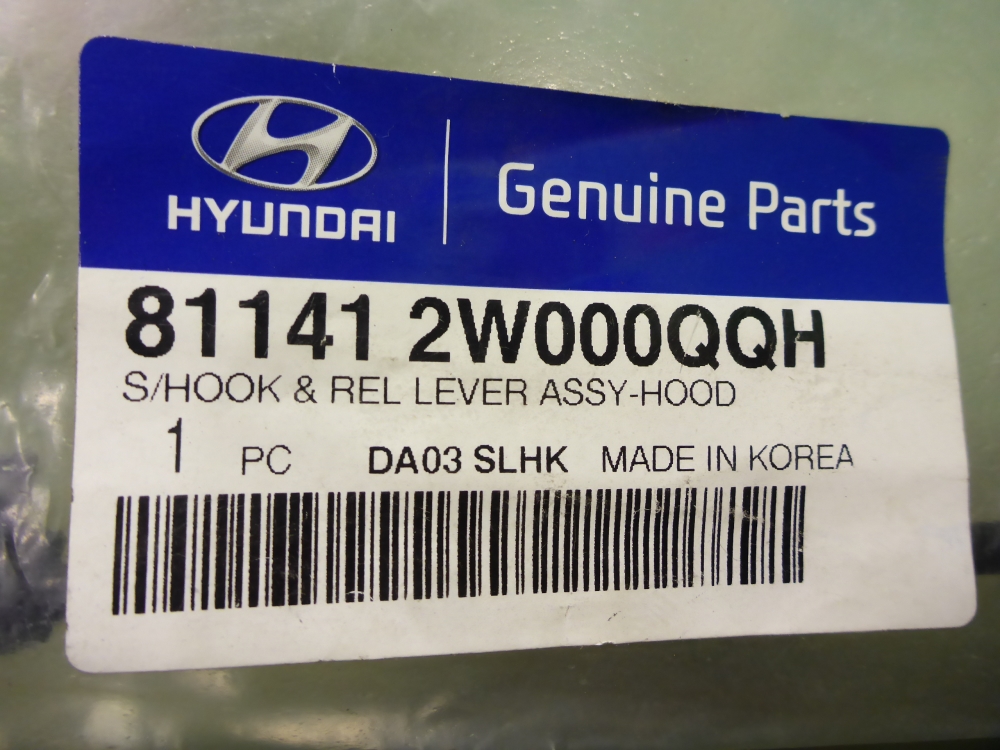 HYUNDAI
Genuine Parts
81141 2W000QQH
S/HOOK & REL LEVER ASSY-HOOD
1 PC DA03 SLHK MADE IN KOREA